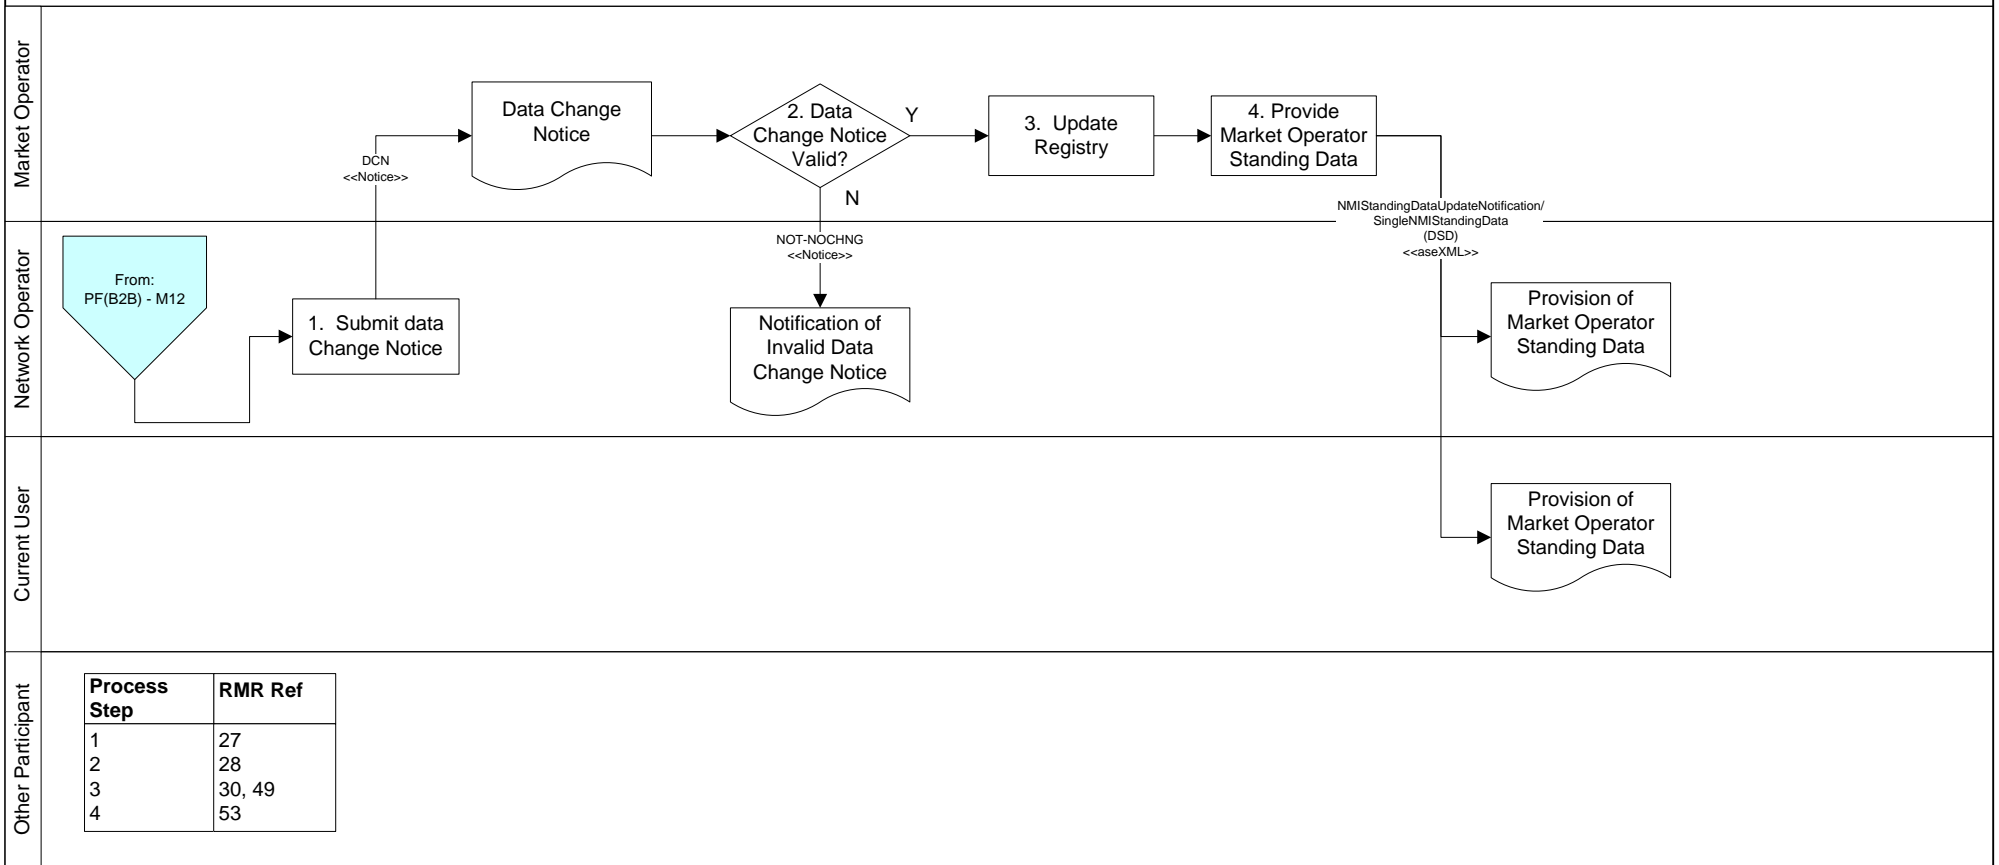 Market Operator
Data Change
Notice
2. Data
Change Notice
Valid?
Y
N
3. Update
Registry
4. Provide
Market Operator
Standing Data
DCN
<<Notice>>
NMIStandingDataUpdateNotification/
SingleNMIStandingData
(DSD)
<<aseXML>>
Network Operator
From:
PF(B2B) - M12
1. Submit data
Change Notice
NOT-NOCHNG
<<Notice>>
Notification of
Invalid Data
Change Notice
Provision of
Market Operator
Standing Data
Current User
Provision of
Market Operator
Standing Data
Other Participant
Process
Step
RMR Ref
1 27
2 28
3 30, 49
4 53